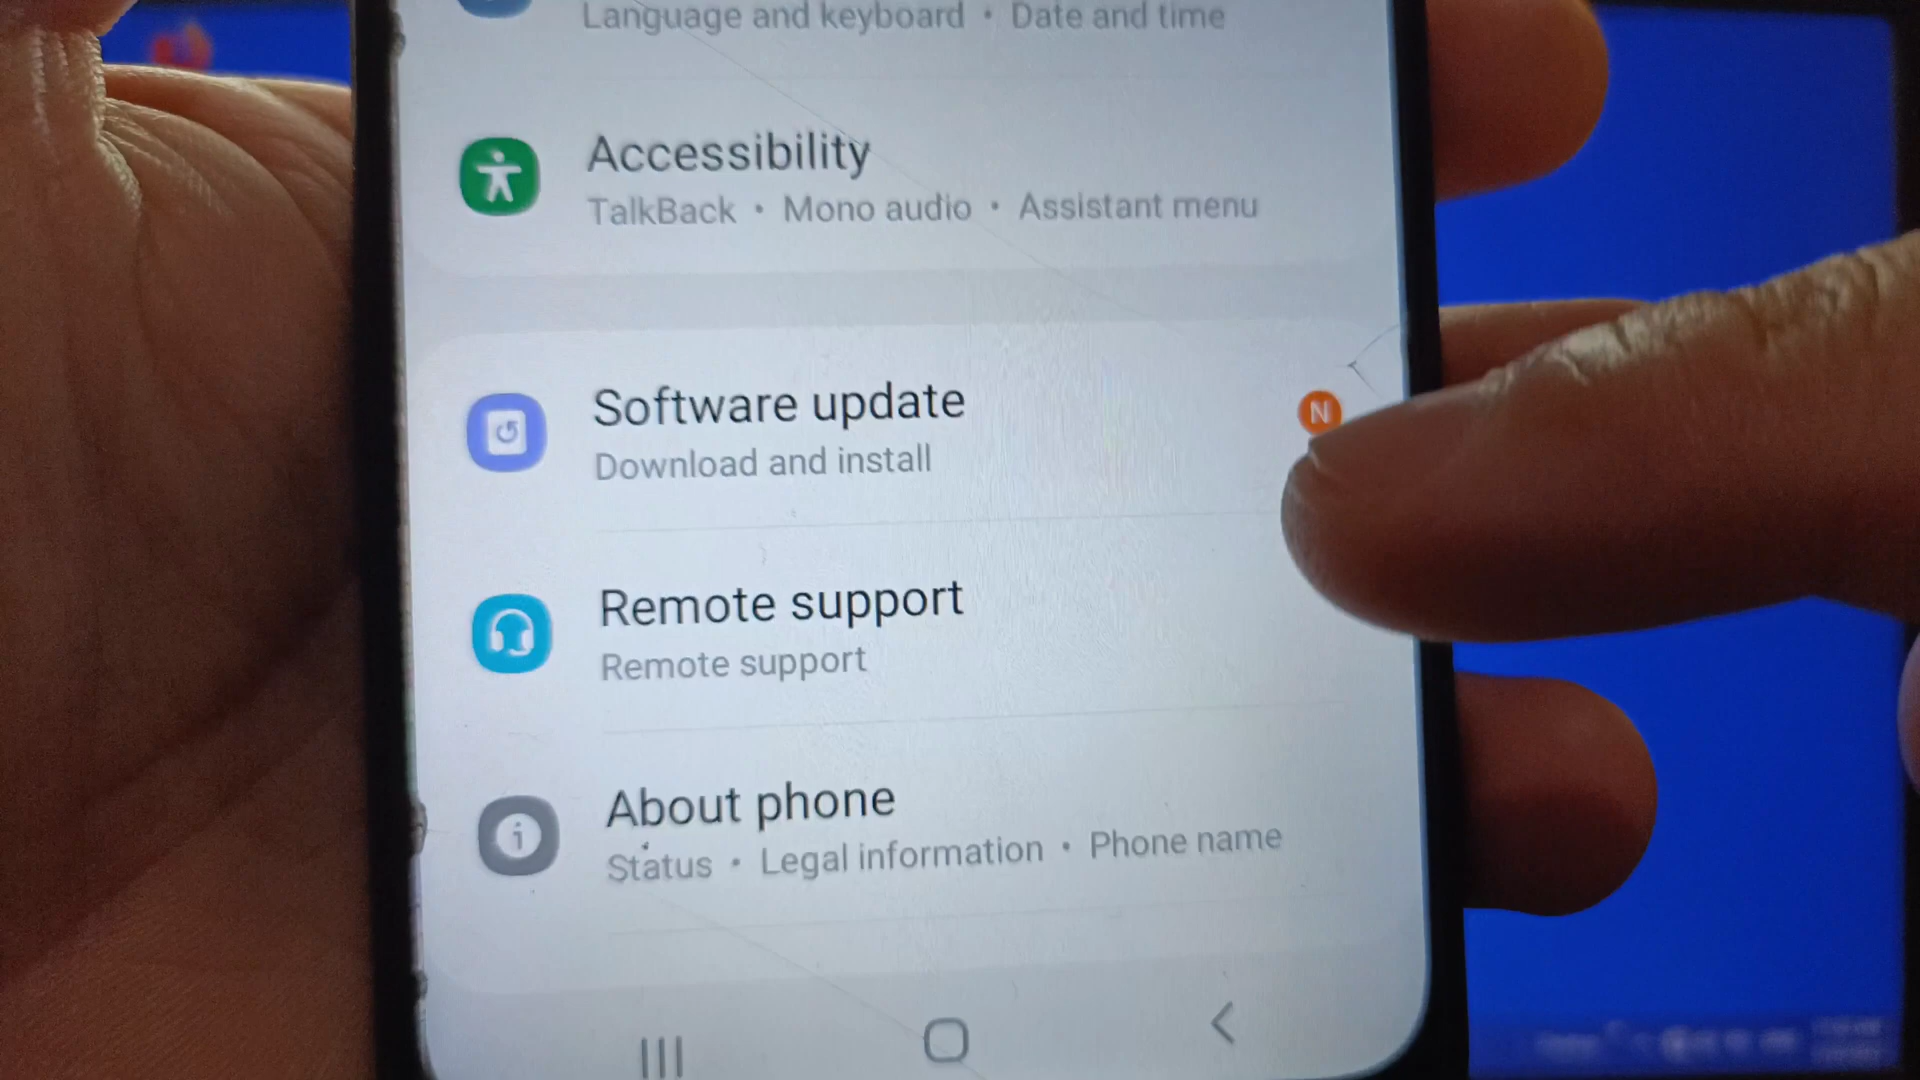 Language and keyboard • Date and time
Accessibility
TalkBack • Mono audio • Assistant menu
Software update
N
Download and install
Remote support
Remote support
About phone
Status • Legal information • Phone name